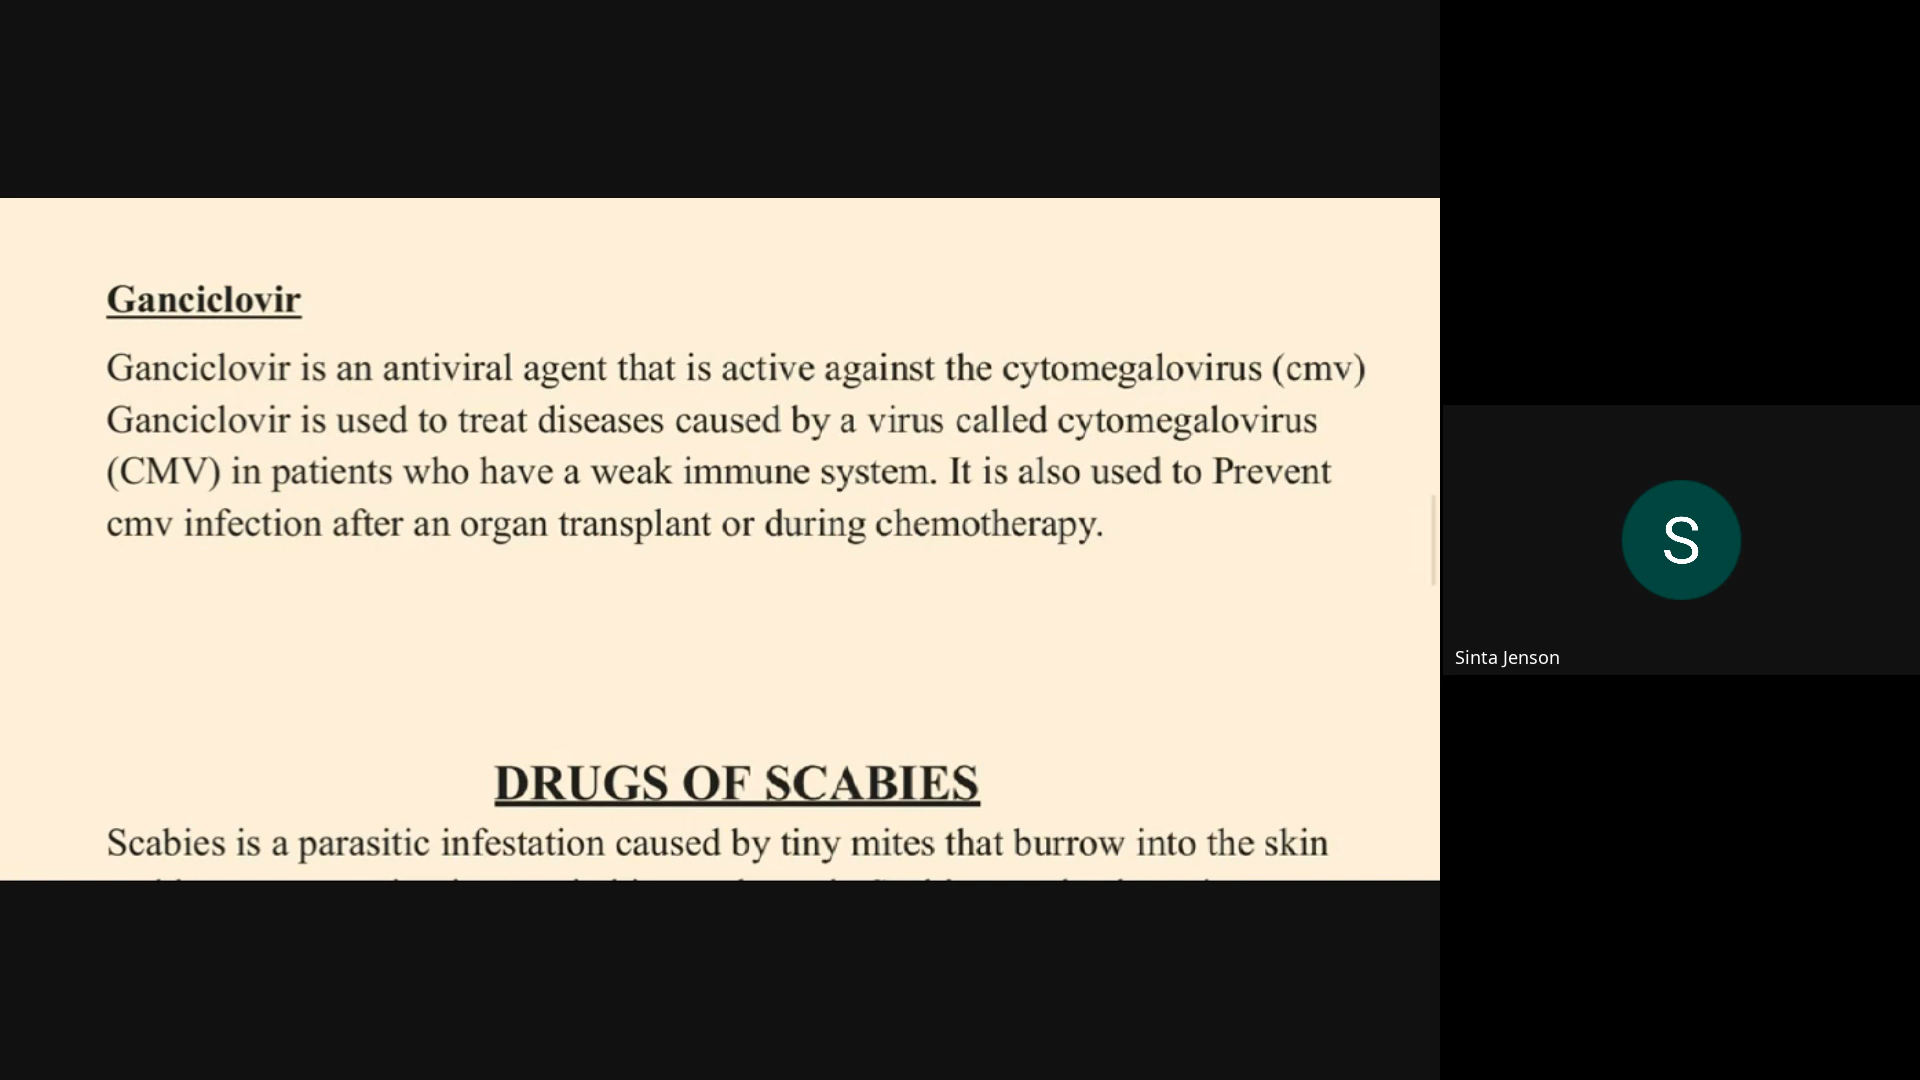 Ganciclovir
Ganciclovir is an antiviral agent that is active against the cytomegalovirus (cmv)
Ganciclovir is used to treat diseases caused by a virus called cytomegalovirus
(CMV) in patients who have a weak immune system. It is also used to Prevent
cmv infection after an organ transplant or during chemotherapy.
DRUGS OF SCABIES
Scabies is a parasitic infestation caused by tiny mites that burrow into the skin
S
Sinta Jenson